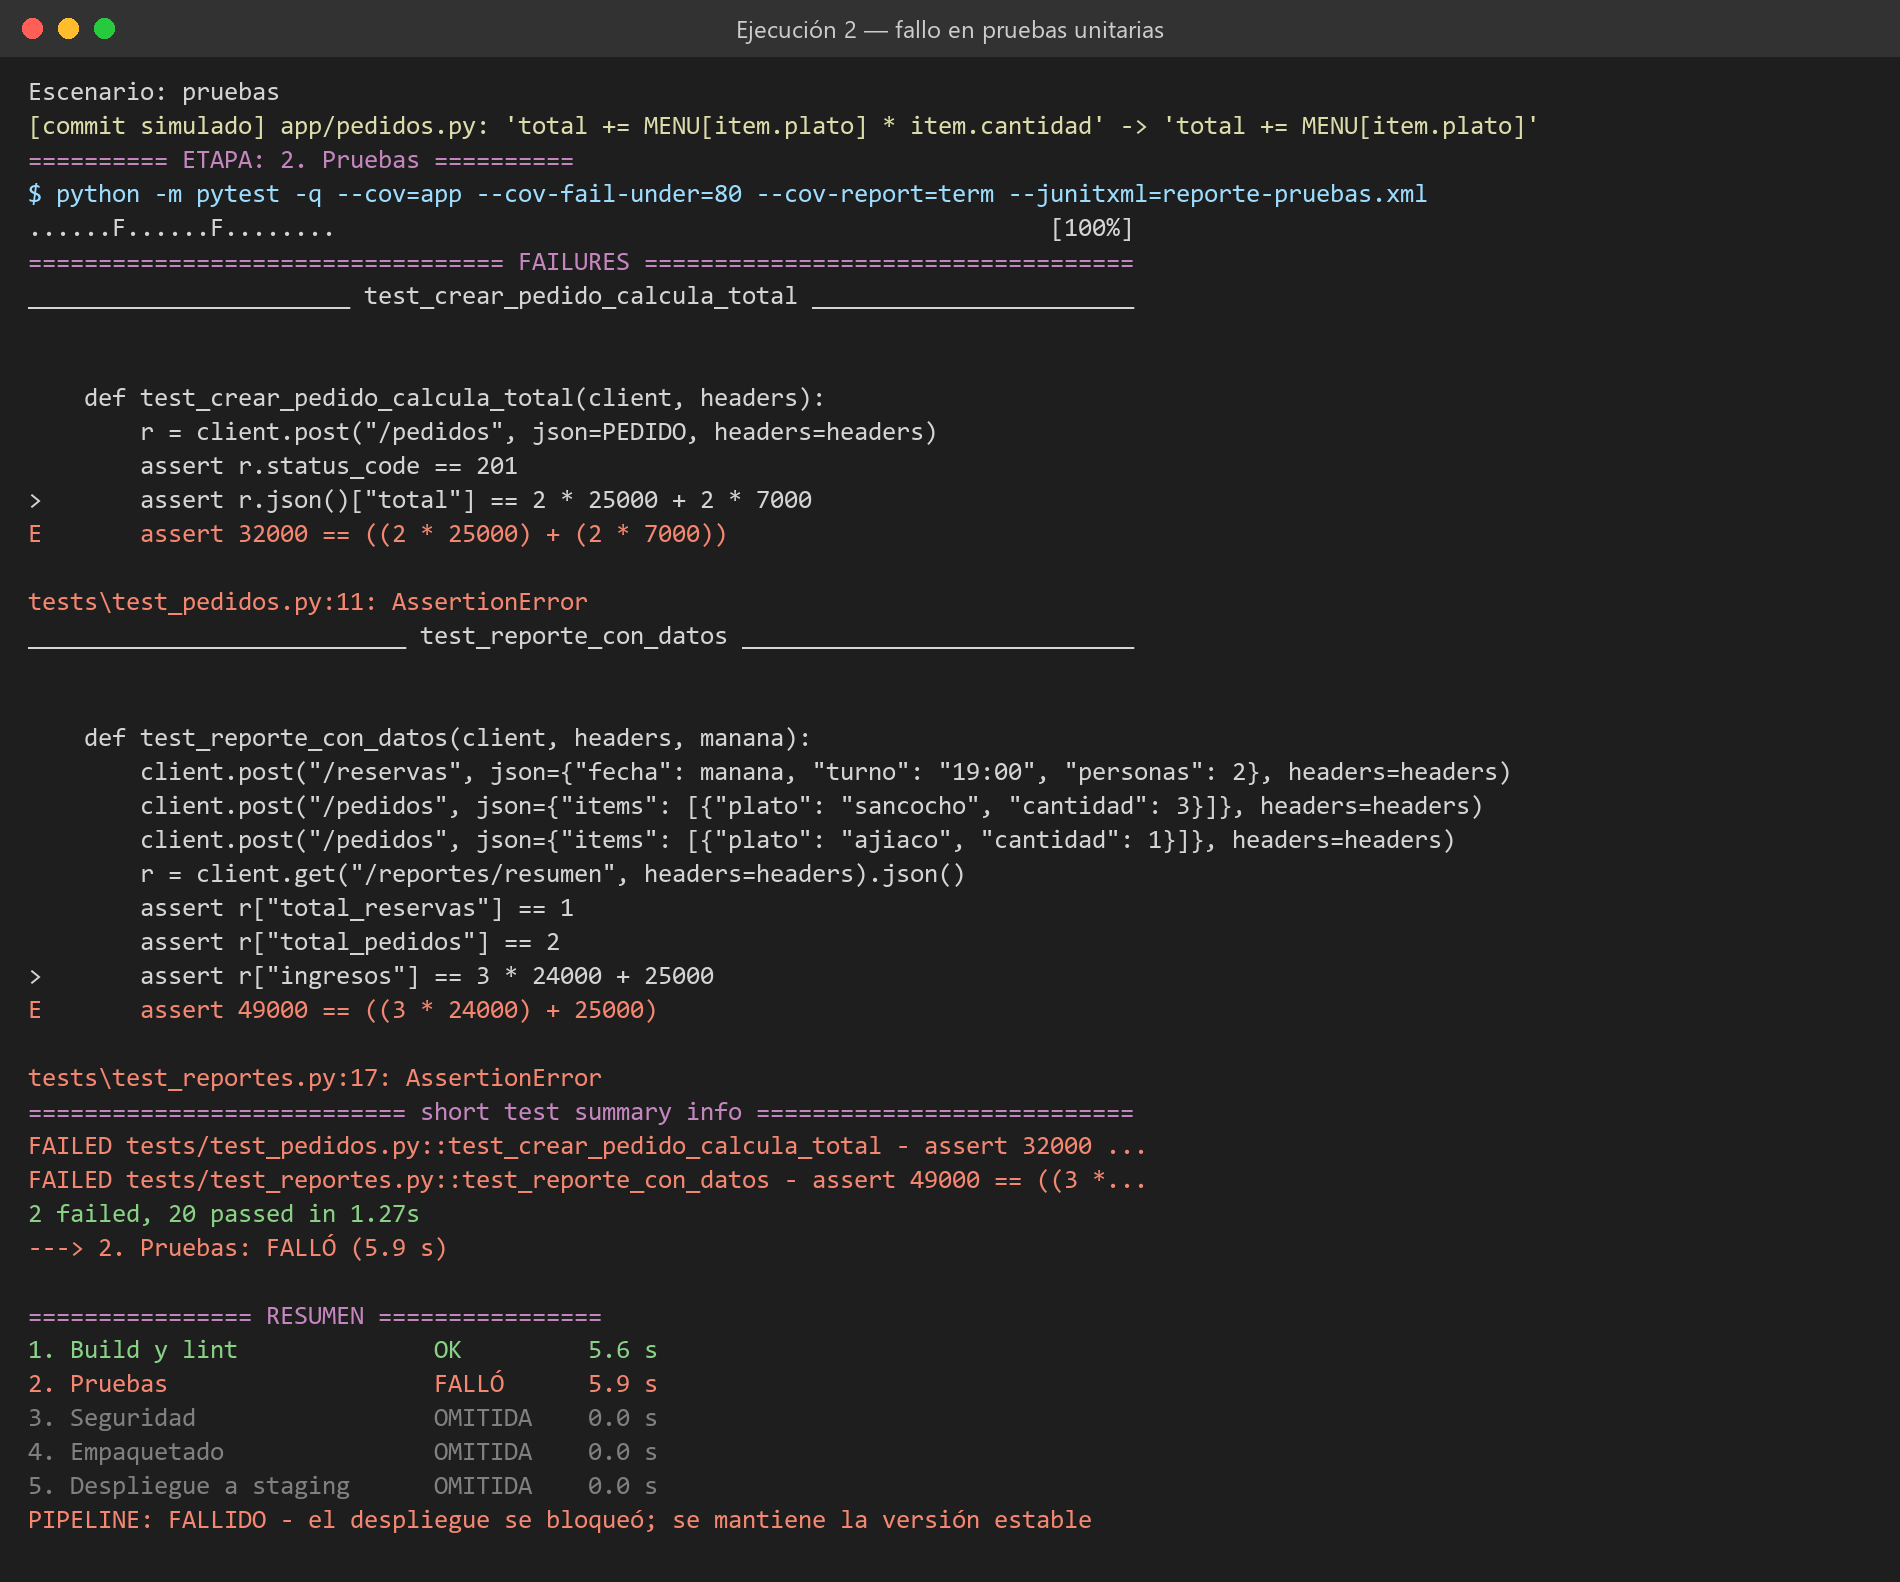 Ejecución 2 — fallo en pruebas unitarias
Escenario: pruebas
[commit simulado] app/pedidos.py: 'total += MENU[item.plato] * item.cantidad' -> 'total += MENU[item.plato]'
========== ETAPA: 2. Pruebas ==========
$ python -m pytest -q --cov=app --cov-fail-under=80 --cov-report=term --junitxml=reporte-pruebas.xml
......F......F........                                                   [100%]
================================== FAILURES ===================================
_______________________ test_crear_pedido_calcula_total _______________________
    def test_crear_pedido_calcula_total(client, headers):
        r = client.post("/pedidos", json=PEDIDO, headers=headers)
        assert r.status_code == 201
>       assert r.json()["total"] == 2 * 25000 + 2 * 7000
E       assert 32000 == ((2 * 25000) + (2 * 7000))
tests\test_pedidos.py:11: AssertionError
___________________________ test_reporte_con_datos ____________________________
    def test_reporte_con_datos(client, headers, manana):
        client.post("/reservas", json={"fecha": manana, "turno": "19:00", "personas": 2}, headers=headers)
        client.post("/pedidos", json={"items": [{"plato": "sancocho", "cantidad": 3}]}, headers=headers)
        client.post("/pedidos", json={"items": [{"plato": "ajiaco", "cantidad": 1}]}, headers=headers)
        r = client.get("/reportes/resumen", headers=headers).json()
        assert r["total_reservas"] == 1
        assert r["total_pedidos"] == 2
>       assert r["ingresos"] == 3 * 24000 + 25000
E       assert 49000 == ((3 * 24000) + 25000)
tests\test_reportes.py:17: AssertionError
=========================== short test summary info ===========================
FAILED tests/test_pedidos.py::test_crear_pedido_calcula_total - assert 32000 ...
FAILED tests/test_reportes.py::test_reporte_con_datos - assert 49000 == ((3 *...
2 failed, 20 passed in 1.27s
---> 2. Pruebas: FALLÓ (5.9 s)
================ RESUMEN ================
1. Build y lint              OK         5.6 s
2. Pruebas                   FALLÓ      5.9 s
3. Seguridad                 OMITIDA    0.0 s
4. Empaquetado               OMITIDA    0.0 s
5. Despliegue a staging      OMITIDA    0.0 s
PIPELINE: FALLIDO - el despliegue se bloqueó; se mantiene la versión estable